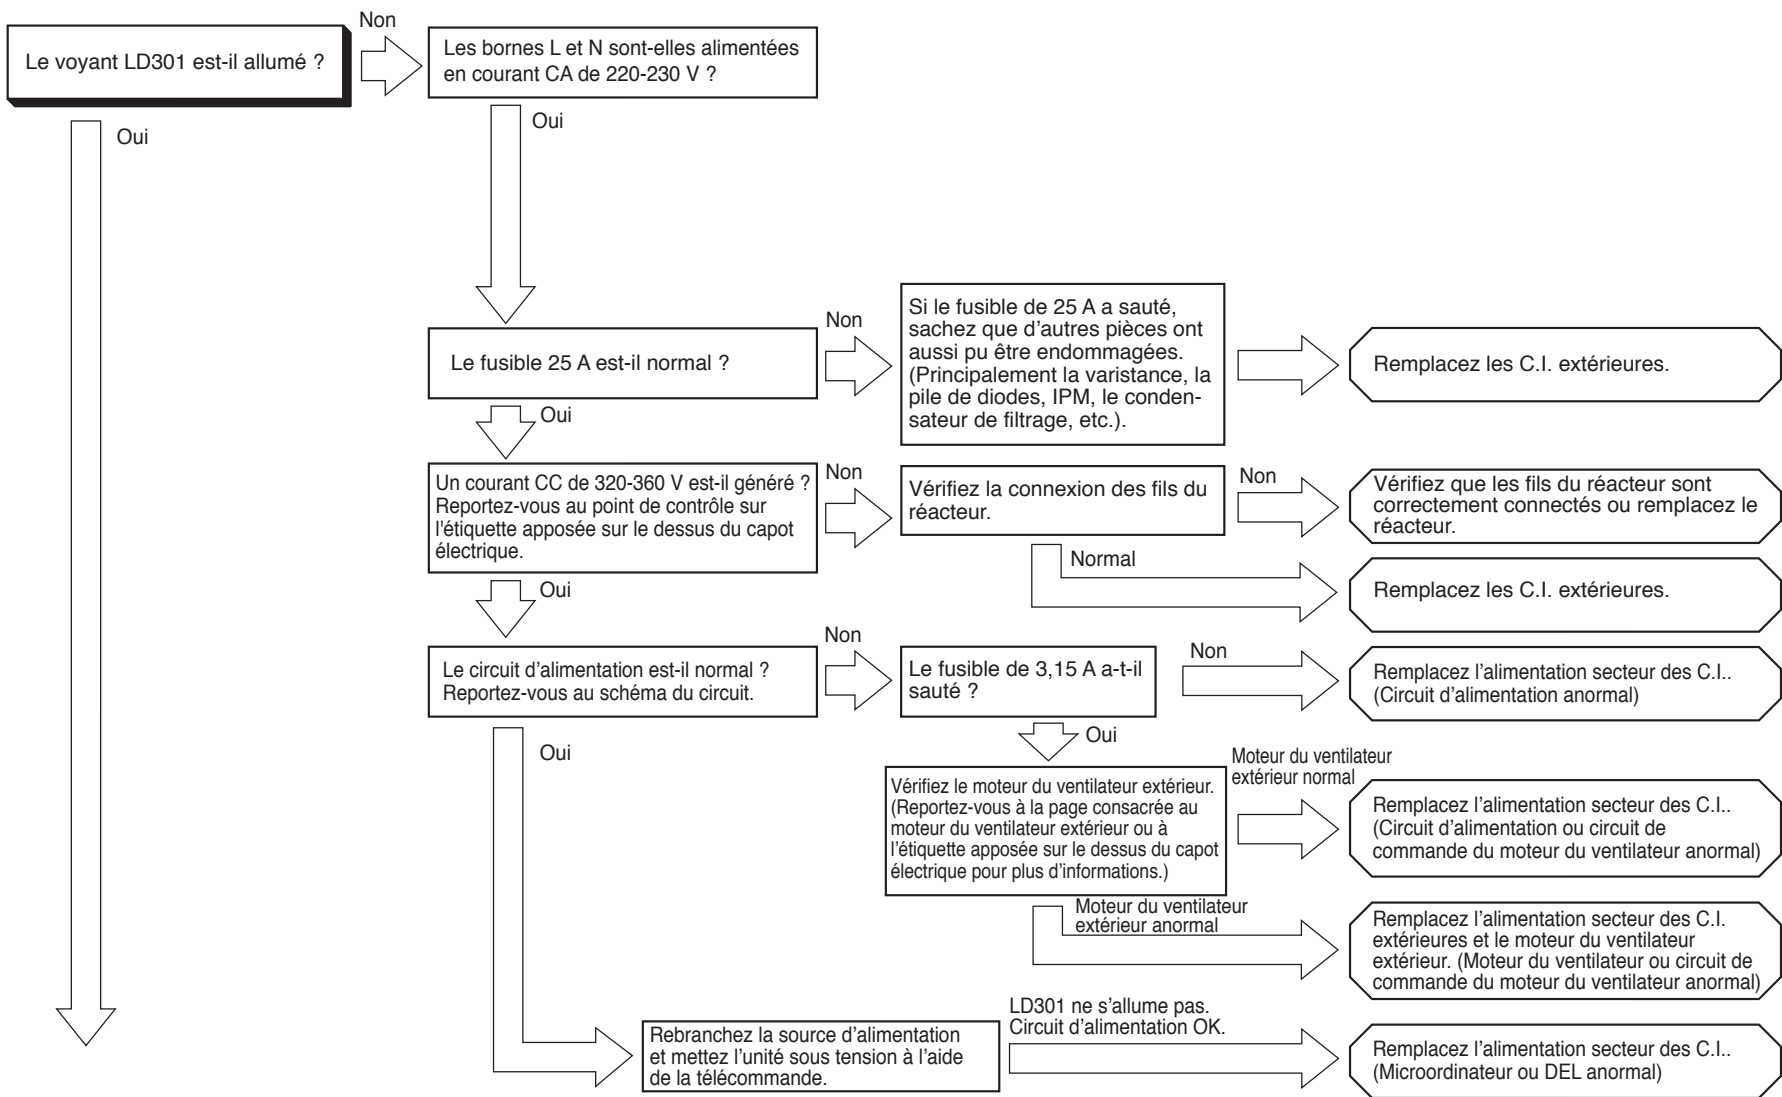 Le voyant LD301 est-il allumé ?
Non
Les bornes L et N sont-elles alimentées
en courant CA de 220-230 V ?
Oui
Oui
Le fusible 25 A est-il normal ?
Non
Si le fusible de 25 A a sauté,
sachez que d’autres pièces ont
aussi pu être endommagées.
(Principalement la varistance, la
pile de diodes, IPM, le conden-
sateur de filtrage, etc.).
Remplacez les C.I. extérieures.
Oui
Un courant CC de 320-360 V est-il généré ?
Reportez-vous au point de contrôle sur
l'étiquette apposée sur le dessus du capot
électrique.
Non
Vérifiez la connexion des fils du
réacteur.
Non
Vérifiez que les fils du réacteur sont
correctement connectés ou remplacez le
réacteur.
Normal
Remplacez les C.I. extérieures.
Oui
Le circuit d’alimentation est-il normal ?
Reportez-vous au schéma du circuit.
Non
Le fusible de 3,15 A a-t-il
sauté ?
Non
Remplacez l’alimentation secteur des C.I..
(Circuit d’alimentation anormal)
Oui
Oui
Vérifiez le moteur du ventilateur extérieur.
(Reportez-vous à la page consacrée au
moteur du ventilateur extérieur ou à
l’étiquette apposée sur le dessus du capot
électrique pour plus d’informations.)
Moteur du ventilateur
extérieur normal
Remplacez l’alimentation secteur des C.I..
(Circuit d’alimentation ou circuit de
commande du moteur du ventilateur anormal)
Moteur du ventilateur
extérieur anormal
Remplacez l’alimentation secteur des C.I.
extérieures et le moteur du ventilateur
extérieur. (Moteur du ventilateur ou circuit de
commande du moteur du ventilateur anormal)
Rebranchez la source d’alimentation
et mettez l’unité sous tension à l’aide
de la télécommande.
LD301 ne s’allume pas.
Circuit d’alimentation OK.
Remplacez l’alimentation secteur des C.I..
(Microordinateur ou DEL anormal)